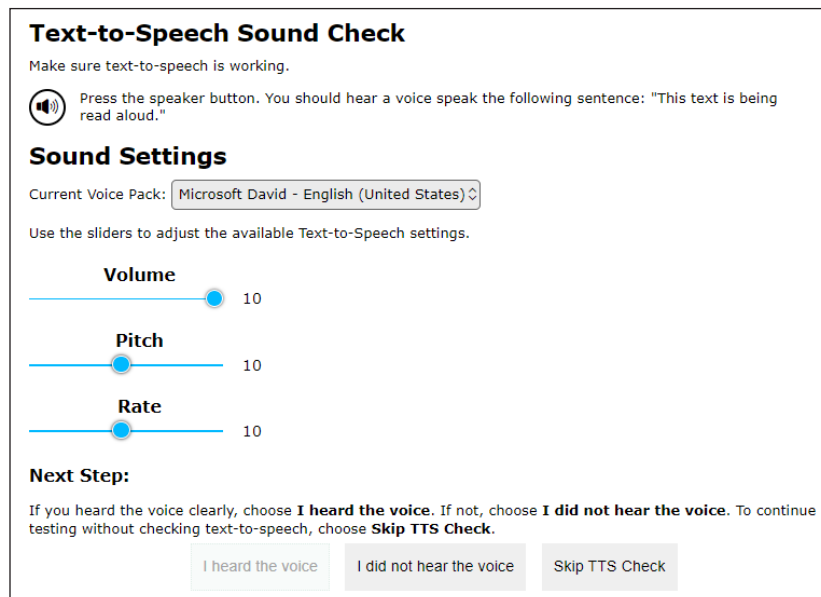 Text-to-Speech Sound Check
Make sure text-to-speech is working.
Press the speaker button. You should hear a voice speak the following sentence: "This text is being
read aloud."
Sound Settings
Current Voice Pack: Microsoft David - English (United States)
Use the sliders to adjust the available Text-to-Speech settings.
Volume
10
Pitch
10
Rate
10
Next Step:
If you heard the voice clearly, choose I heard the voice. If not, choose I did not hear the voice. To continue
testing without checking text-to-speech, choose Skip TTS Check.
I heard the voice I did not hear the voice Skip TTS Check